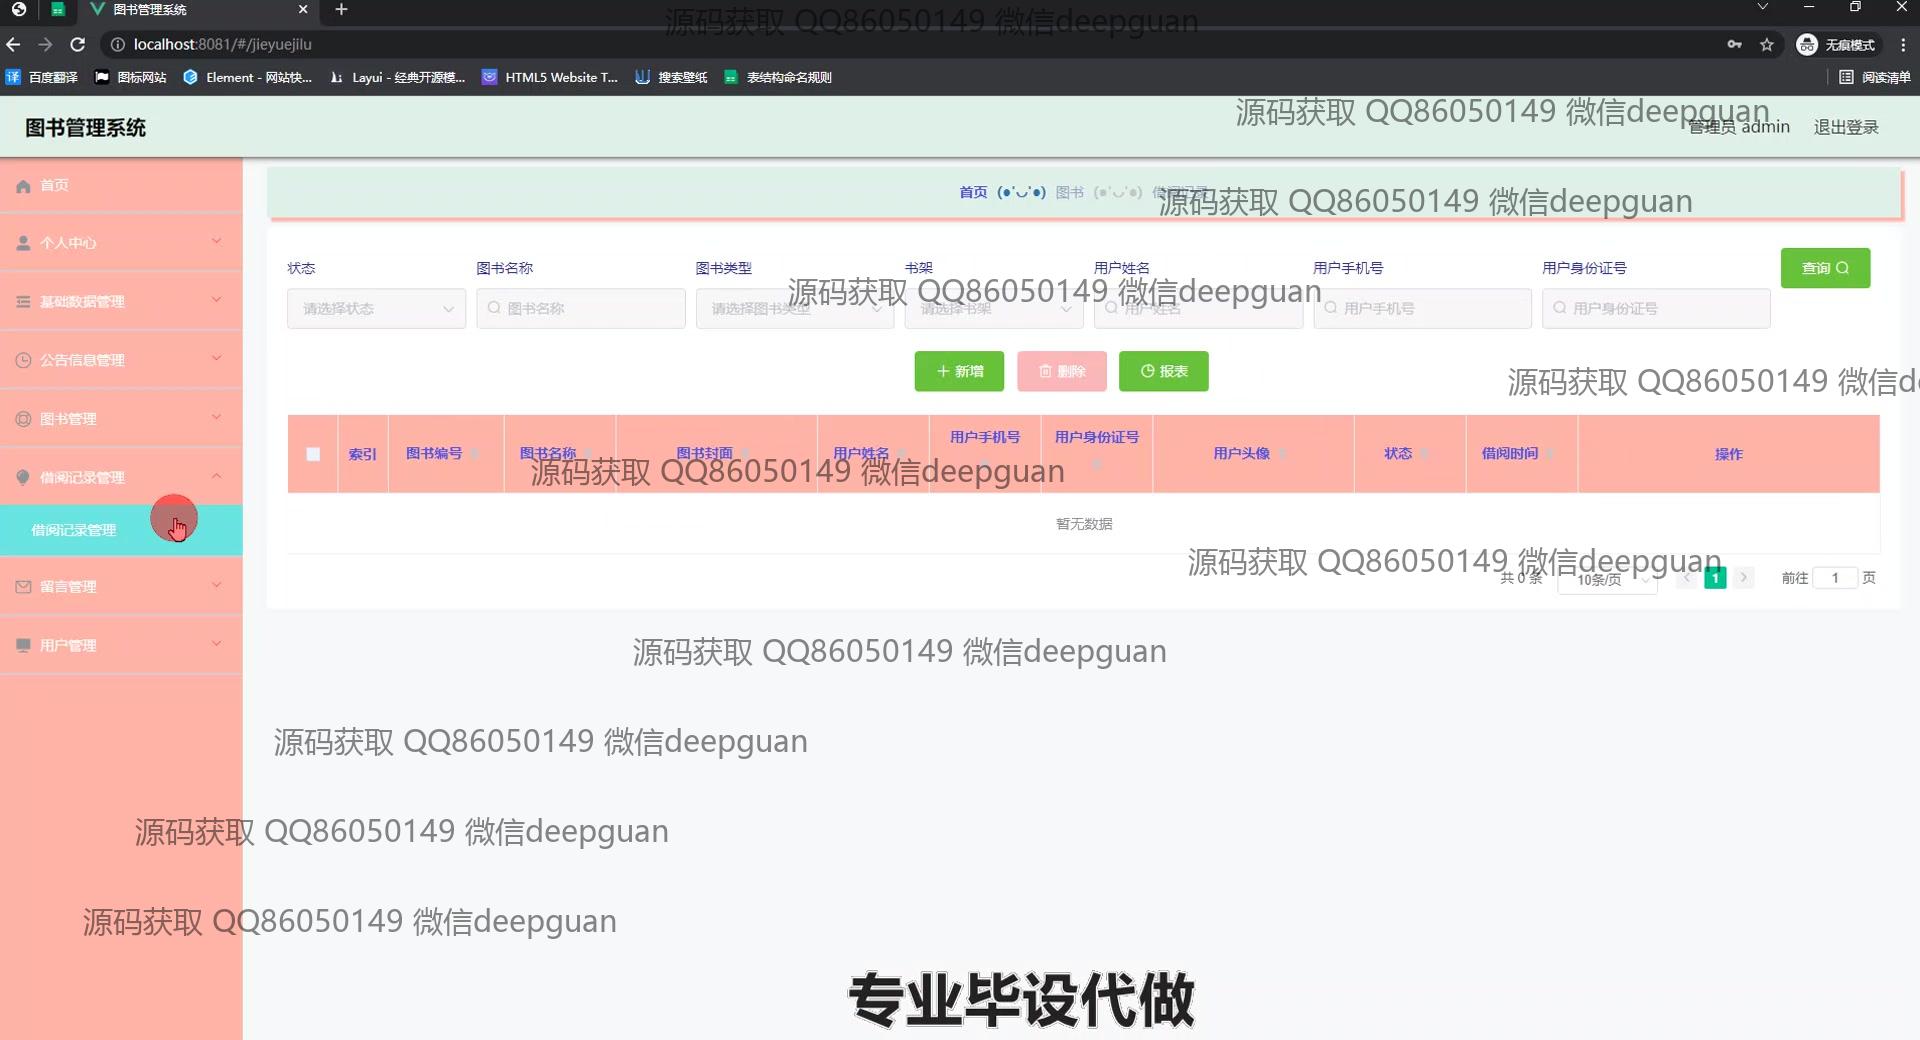 图书管理系统
localhost:8081/#/jieyuejilu
无痕模式
百度翻译
图标网站
Element - 网站快...
Layui - 经典开源模...
HTML5 Website T...
搜索壁纸
表结构命名规则
阅读清单
源码获取 QQ86050149 微信deepguan
源码获取 QQ86050149 微信deepguan
图书管理系统
管理员 admin
退出登录
首页
个人中心
基础数据管理
公告信息管理
图书管理
借阅记录管理
借阅记录管理
留言管理
用户管理
首页 (●'◡'●) 图书 (●'◡'●) 借阅记录
源码获取 QQ86050149 微信deepguan
状态
图书名称
图书类型
书架
用户姓名
用户手机号
用户身份证号
查询
请选择状态
图书名称
请选择图书类型
请选择书架
用户姓名
用户手机号
用户身份证号
源码获取 QQ86050149 微信deepguan
新增
删除
报表
源码获取 QQ86050149 微信d
索引
图书编号
图书名称
图书封面
用户姓名
用户手机号
用户身份证号
用户头像
状态
借阅时间
操作
源码获取 QQ86050149 微信deepguan
暂无数据
源码获取 QQ86050149 微信deepguan
共 0 条
10条/页
1
前往 1 页
源码获取 QQ86050149 微信deepguan
源码获取 QQ86050149 微信deepguan
源码获取 QQ86050149 微信deepguan
源码获取 QQ86050149 微信deepguan
专业毕设代做